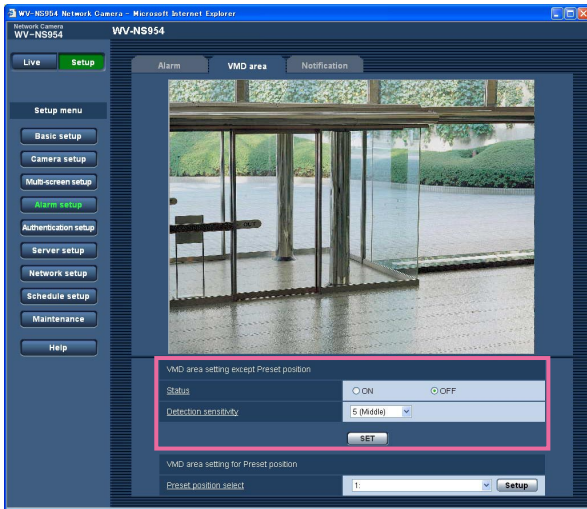 WV-NS954 Network Camera - Microsoft Internet Explorer
Network Camera
WV-NS954
WV-NS954
Live
Setup
Alarm
VMD area
Notification
Setup menu
Basic setup
Camera setup
Multi-screen setup
Alarm setup
Authentication setup
Server setup
Network setup
Schedule setup
Maintenance
Help
VMD area setting except Preset position
Status
ON
OFF
Detection sensitivity
5 (Middle)
SET
VMD area setting for Preset position
Preset position select
1:
Setup